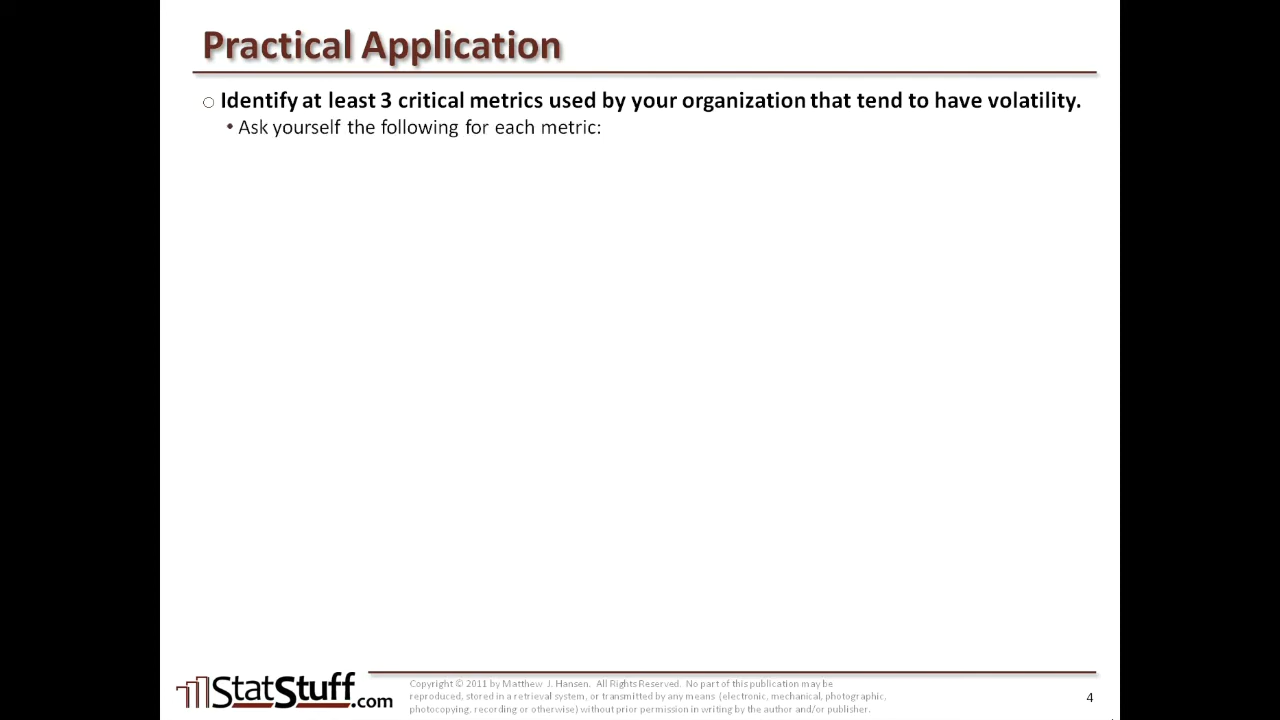 Practical Application
Identify at least 3 critical metrics used by your organization that tend to have volatility.
Ask yourself the following for each metric:
StatStuff.com
Copyright © 2011 by Matthew J. Hansen. All Rights Reserved. No part of this publication may be
reproduced, stored in a retrieval system, or transmitted by any means (electronic, mechanical, photographic,
photocopying, recording or otherwise) without prior permission in writing by the author and/or publisher.
4